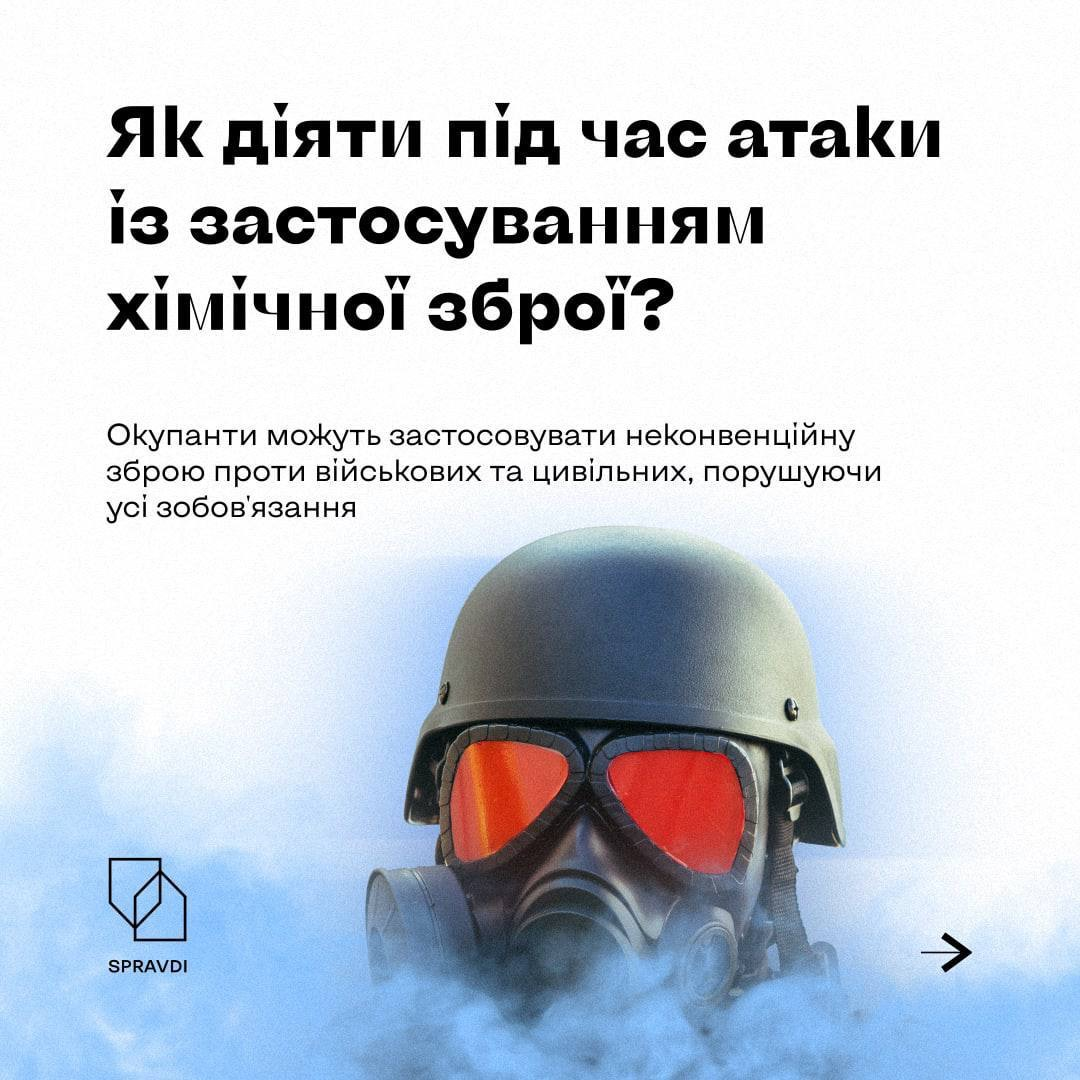 Як діяти під час атаки
із застосуванням
хімічної зброї?
Окупанти можуть застосовувати неконвенційну
зброю проти військових та цивільних, порушуючи
усі зобов'язання
SPRAVDI